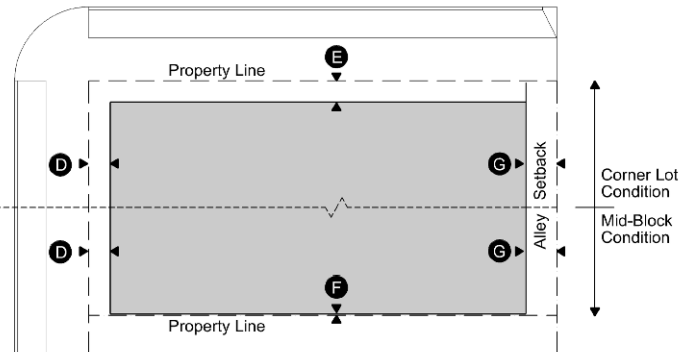 E
Property Line
D
G
Alley Setback
Corner Lot
Condition
Mid-Block
Condition
D
G
F
Property Line